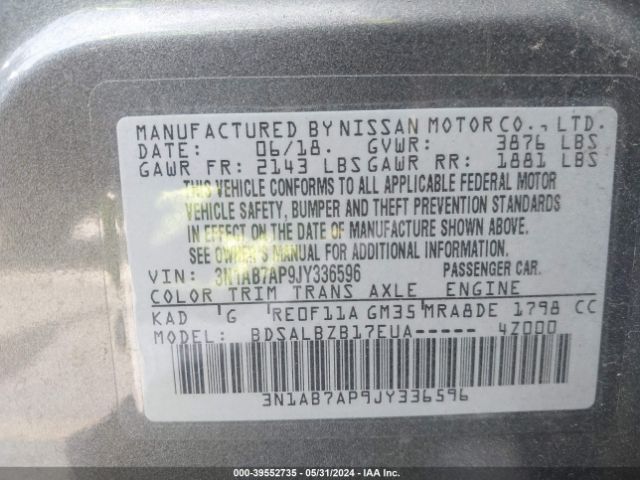 MANUFACTURED BY NISSAN MOTOR CO., LTD.
DATE: 06/18. GVWR: 3876 LBS
GAWR FR: 2143 LBS GAWR RR: 1881 LBS
THIS VEHICLE CONFORMS TO ALL APPLICABLE FEDERAL MOTOR
VEHICLE SAFETY, BUMPER AND THEFT PREVENTION STANDARDS
IN EFFECT ON THE DATE OF MANUFACTURE SHOWN ABOVE.
SEE OWNER'S MANUAL FOR ADDITIONAL INFORMATION.
VIN: 3N1AB7AP9JY336596 PASSENGER CAR.
COLOR TRIM TRANS AXLE ENGINE
KAD G RE0F11A GM35 MRA8DE 1798 CC
MODEL: BDSALBZB17EUA----- 4Z000
3N1AB7AP9JY336596
000-39552735 - 05/31/2024 - IAA Inc.